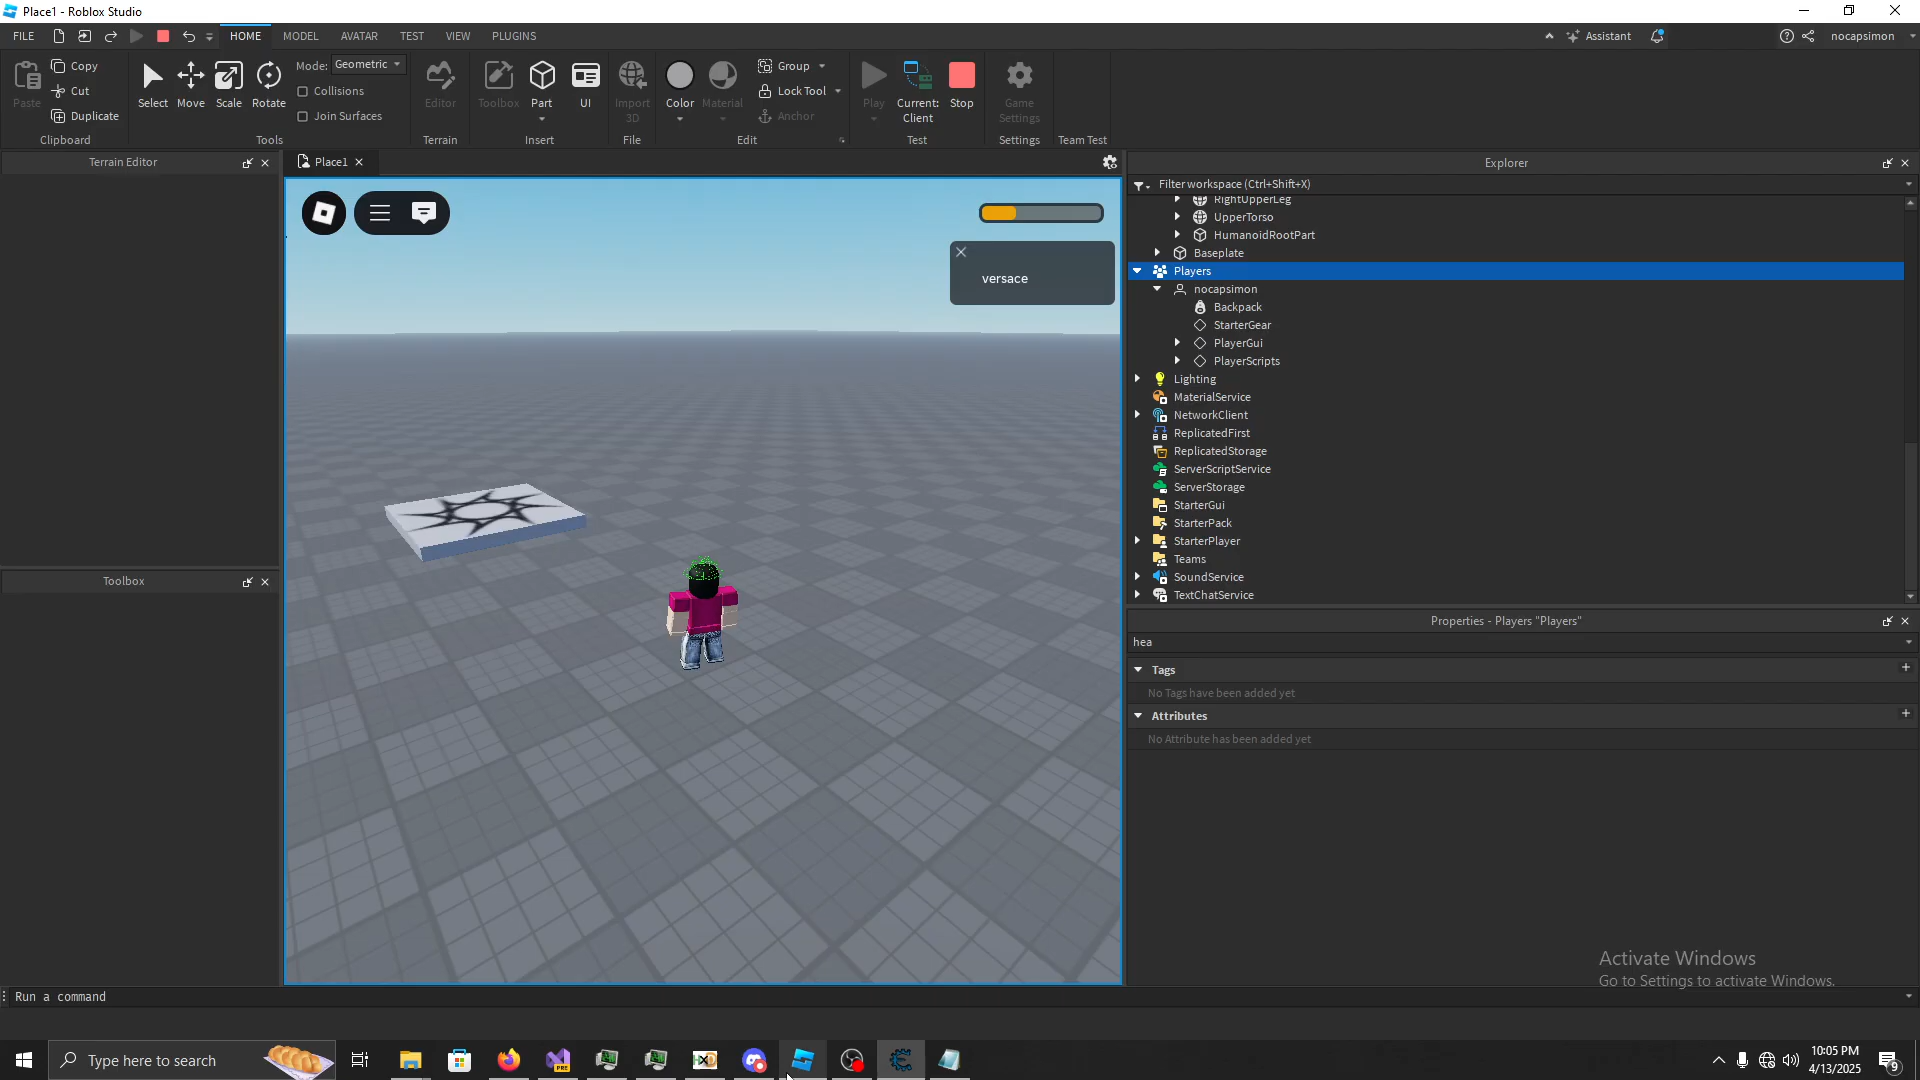 Place1 - Roblox Studio
FILE HOME MODEL AVATAR TEST VIEW PLUGINS Assistant nocapsimon
Paste Copy Cut Duplicate
Select Move Scale Rotate
Mode: Geometric
Collisions
Join Surfaces
Editor
Toolbox Part UI
Import
3D
Color Material
Group
Lock Tool
Anchor
Play
Current:
Client
Stop
Game
Settings
Clipboard Tools Terrain Insert File Edit Test Settings Team Test
Terrain Editor
Toolbox
Place1
versace
Explorer
Filter workspace (Ctrl+Shift+X)
RightUpperLeg
UpperTorso
HumanoidRootPart
Baseplate
Players
nocapsimon
Backpack
StarterGear
PlayerGui
PlayerScripts
Lighting
MaterialService
NetworkClient
ReplicatedFirst
ReplicatedStorage
ServerScriptService
ServerStorage
StarterGui
StarterPack
StarterPlayer
Teams
SoundService
TextChatService
Properties - Players "Players"
hea
Tags
No Tags have been added yet
Attributes
No Attribute has been added yet
Activate Windows
Go to Settings to activate Windows.
Run a command
Type here to search
PRE
10:05 PM
4/13/2025
9